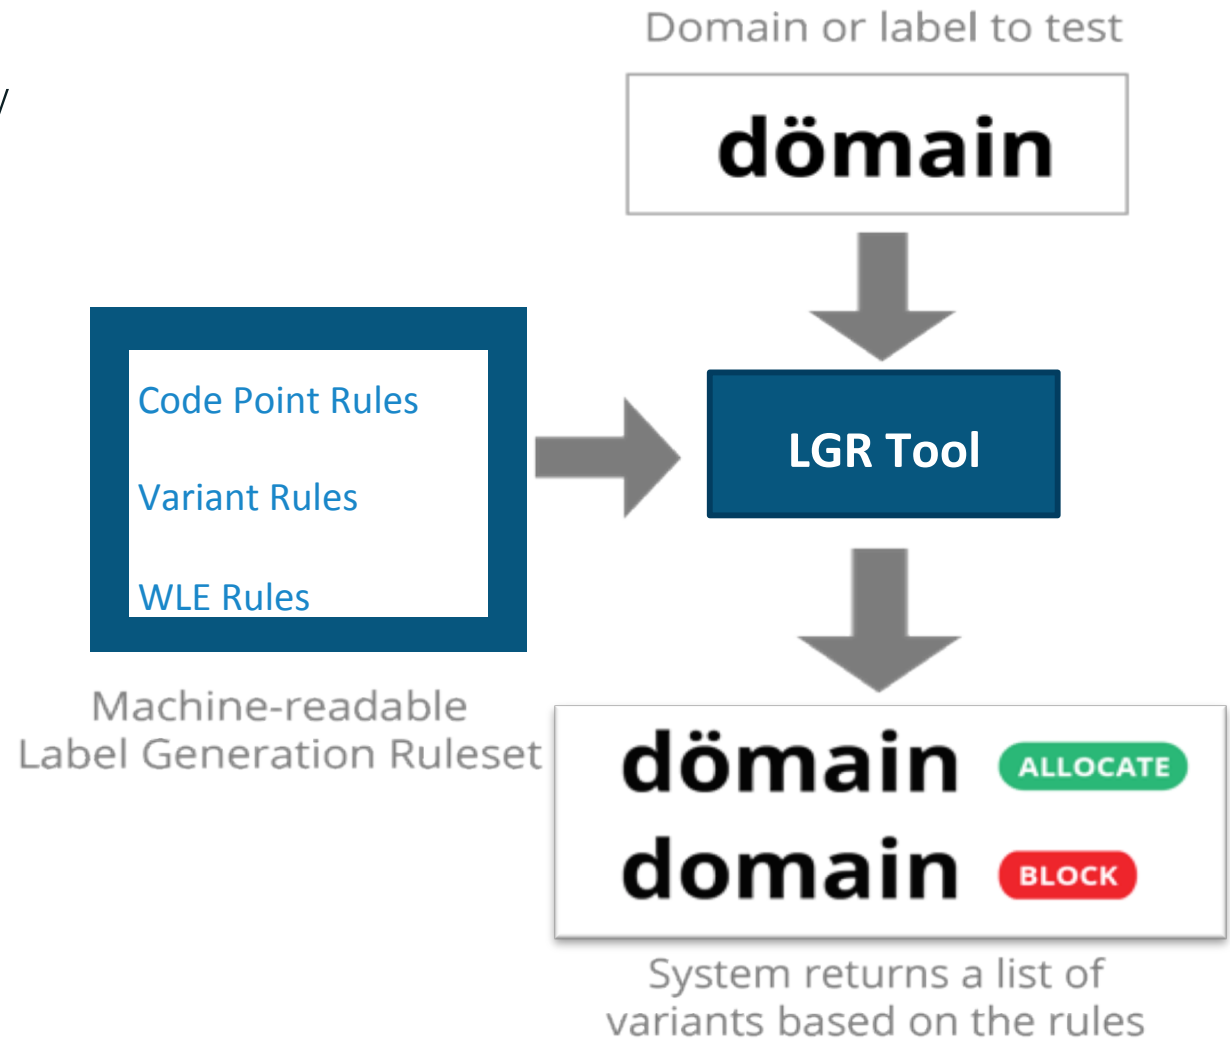 Domain or label to test
/
dömain
Code Point Rules
Variant Rules
WLE Rules
LGR Tool
Machine-readable
Label Generation Ruleset
dömain ALLOCATE
domain BLOCK
System returns a list of
variants based on the rules